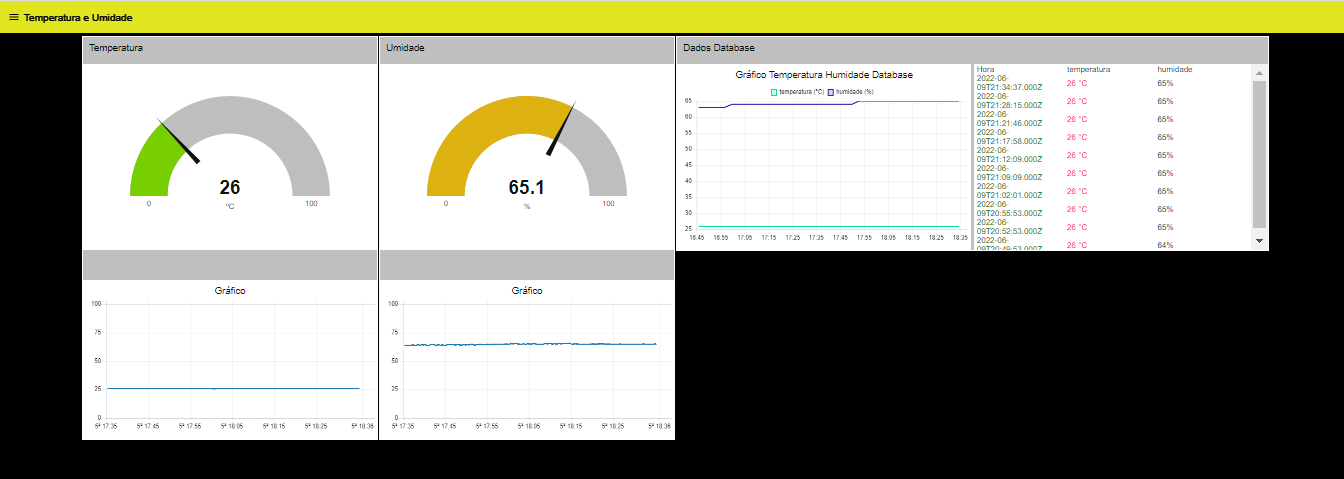 Temperatura e Umidade
Temperatura
26
°C
0
100
Umidade
65.1
%
0
100
Dados Database
Gráfico Temperatura Humidade Database
temperatura (°C) humidade (%)
65
60
55
50
45
40
35
30
25
16:45 16:55 17:05 17:15 17:25 17:35 17:45 17:55 18:05 18:15 18:25 18:35
Hora temperatura humidade
2022-06-
09T21:34:37.000Z 26 °C 65%
2022-06-
09T21:28:15.000Z 26 °C 65%
2022-06-
09T21:21:46.000Z 26 °C 65%
2022-06-
09T21:17:58.000Z 26 °C 65%
2022-06-
09T21:12:09.000Z 26 °C 65%
2022-06-
09T21:09:09.000Z 26 °C 65%
2022-06-
09T21:02:01.000Z 26 °C 65%
2022-06-
09T20:55:53.000Z 26 °C 65%
2022-06-
09T20:52:53.000Z 26 °C 65%
2022-06-
09T20:49:53.000Z 26 °C 64%
Gráfico
100
75
50
25
0
5ª 17:35 5ª 17:45 5ª 17:55 5ª 18:05 5ª 18:15 5ª 18:25 5ª 18:36
Gráfico
100
75
50
25
0
5ª 17:35 5ª 17:45 5ª 17:55 5ª 18:05 5ª 18:15 5ª 18:25 5ª 18:36